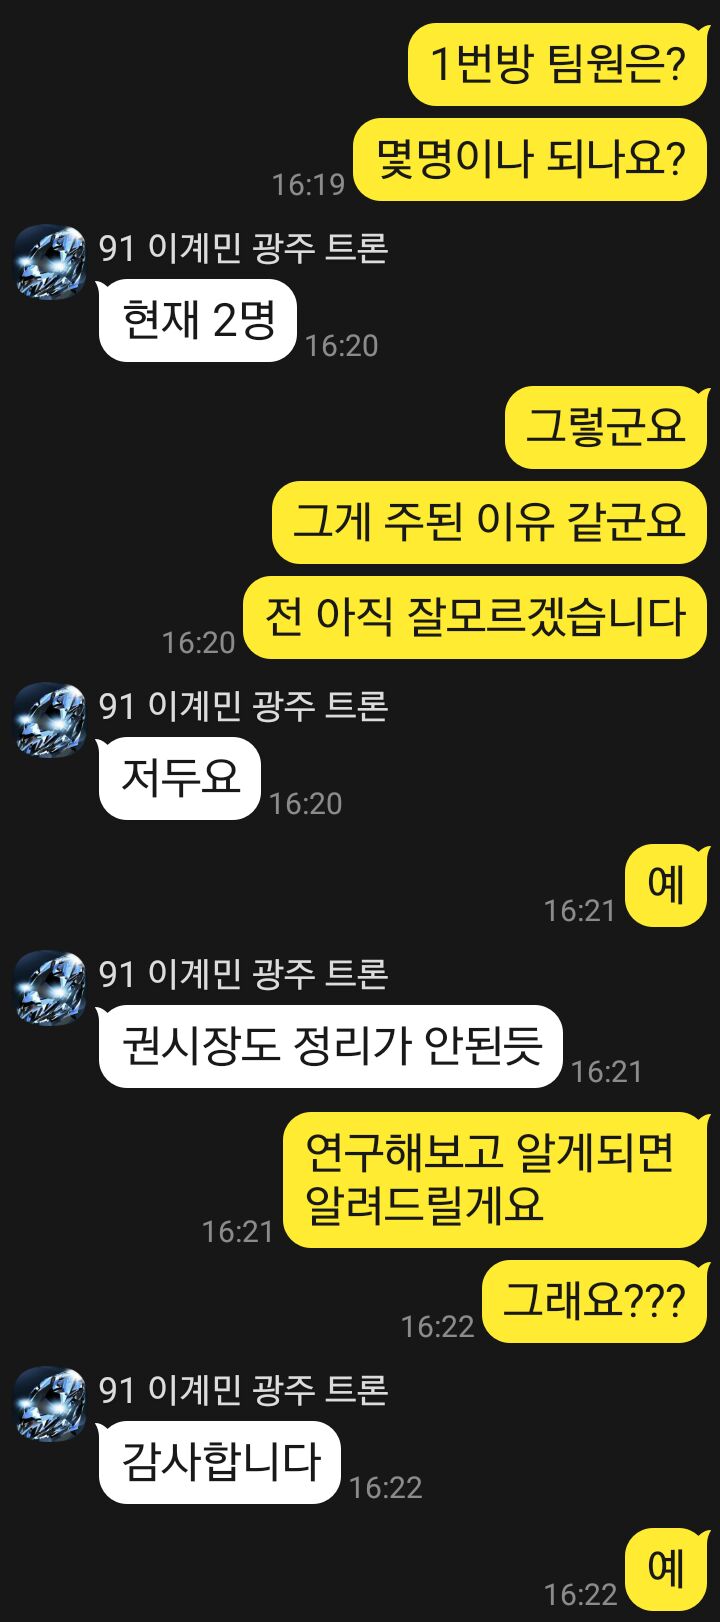 1번방 팀원은?
몇명이나 되나요?
16:19
91 이계민 광주 트론
현재 2명
16:20
그렇군요
그게 주된 이유 같군요
전 아직 잘모르겠습니다
16:20
91 이계민 광주 트론
저두요
16:20
예
16:21
91 이계민 광주 트론
권시장도 정리가 안된듯
16:21
연구해보고 알게되면
알려드릴게요
16:21
그래요???
16:22
91 이계민 광주 트론
감사합니다
16:22
예
16:22